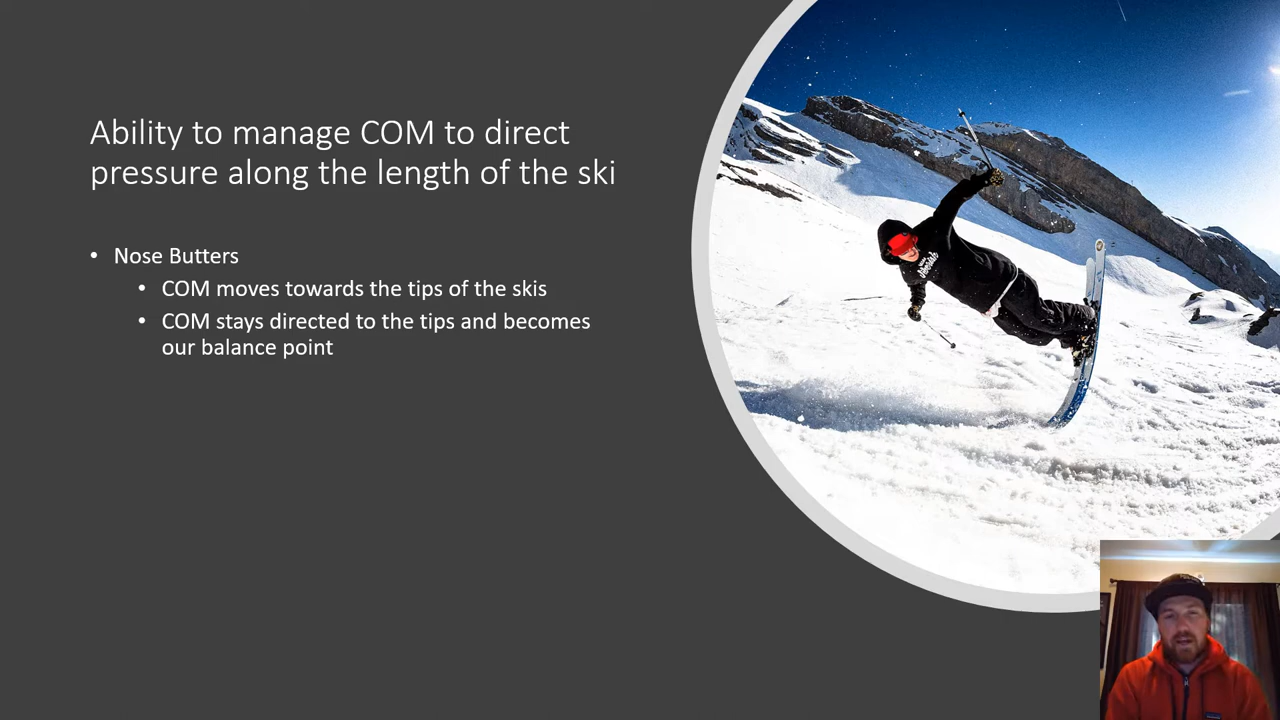 Ability to manage COM to direct
pressure along the length of the ski
• Nose Butters
• COM moves towards the tips of the skis
• COM stays directed to the tips and becomes
our balance point